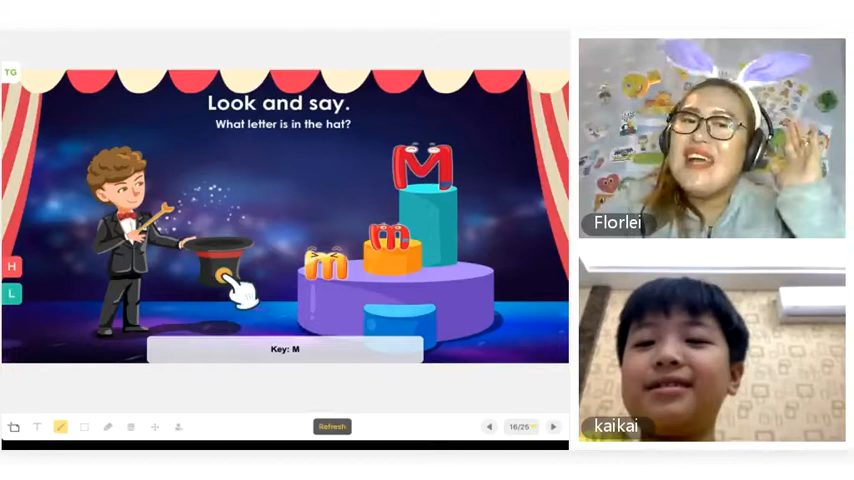 TG
Look and say.
What letter is in the hat?
M
m
m
H
L
Key: M
T
Refresh
16/25
Florlei
kaikai